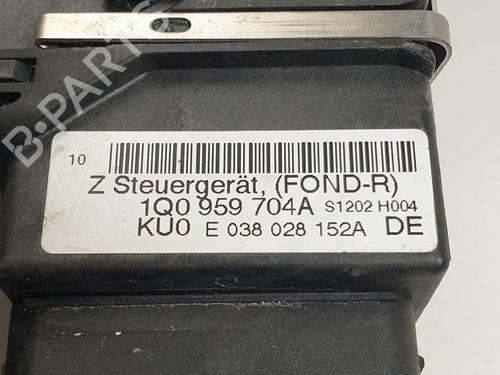 B-PARTS
10
Z Steuergerät, (FOND-R)
1Q0 959 704A S1202 H004
KU0 E 038 028 152A DE